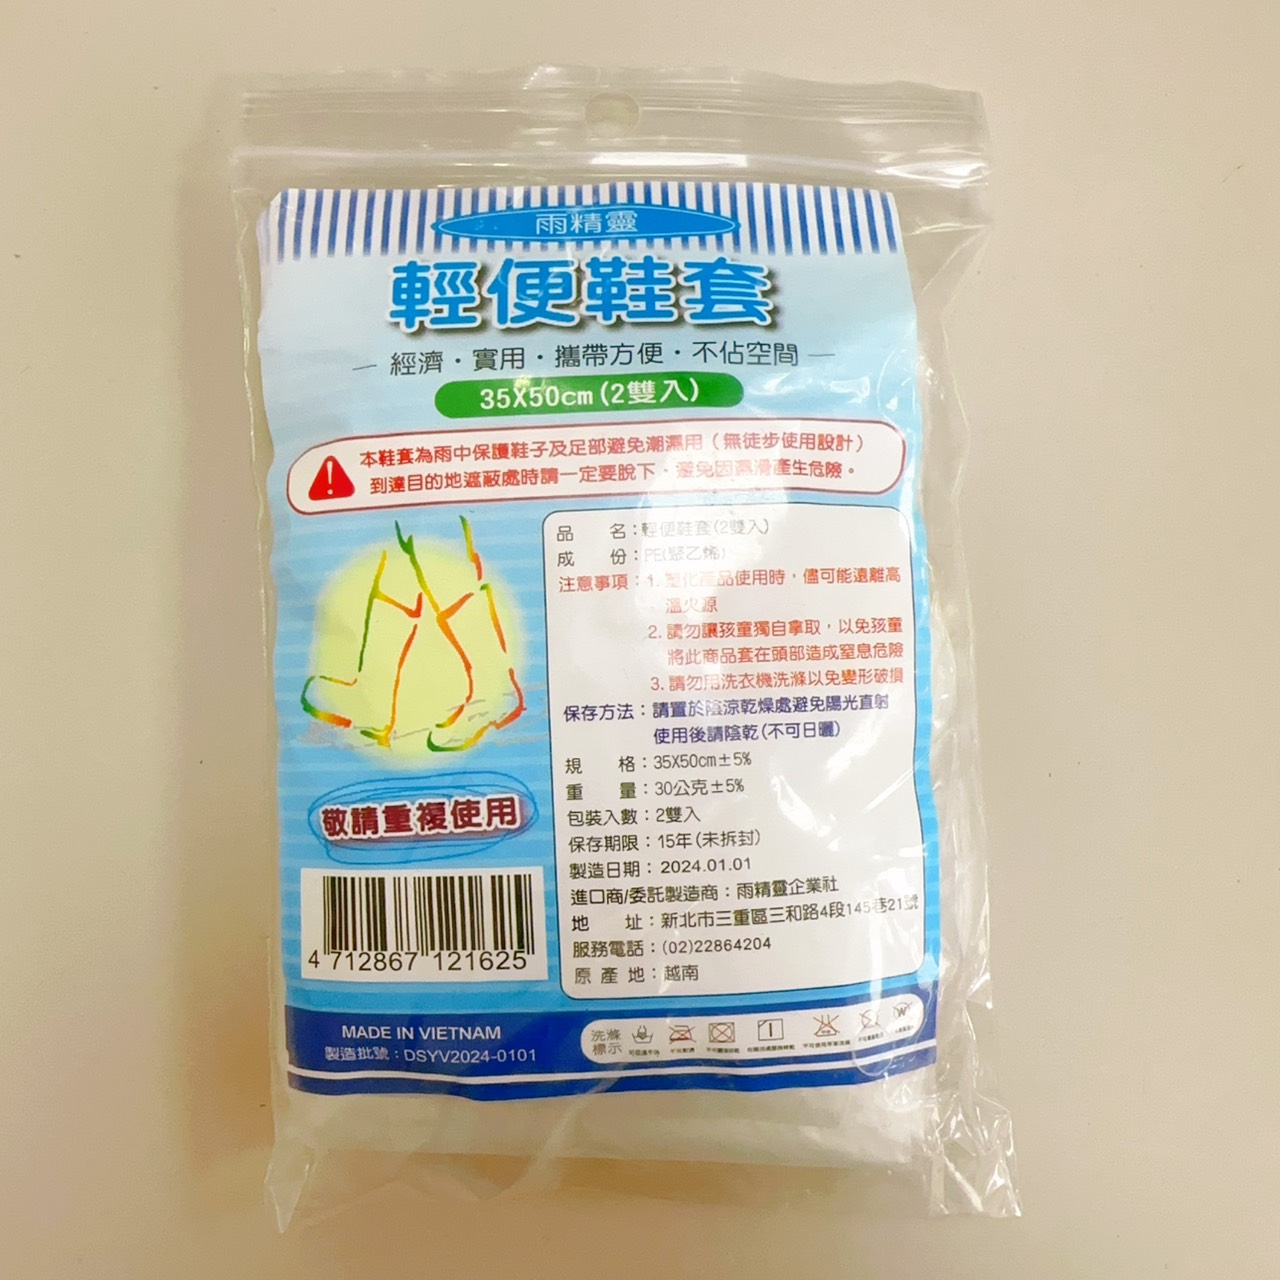 雨精靈
輕便鞋套
— 經濟・實用・攜帶方便・不佔空間 —
35X50cm(2雙入)
本鞋套為雨中保護鞋子及足部避免潮濕用(無徒步使用設計)
到達目的地遮蔽處時請一定要脫下,避免因濕滑產生危險。
品 名:輕便鞋套(2雙入)
成 份:PE(聚乙烯)
注意事項:1.塑化產品使用時,儘可能遠離高
溫火源
2.請勿讓孩童獨自拿取,以免孩童
將此商品套在頭部造成窒息危險
3.請勿用洗衣機洗滌以免變形破損
保存方法:請置於陰涼乾燥處避免陽光直射
使用後請陰乾(不可日曬)
規 格:35X50cm±5%
重 量:30公克±5%
包裝入數:2雙入
保存期限:15年(未拆封)
製造日期:2024.01.01
進口商/委託製造商:雨精靈企業社
地 址:新北市三重區三和路4段145巷21號
服務電話:(02)22864204
原 產 地:越南
敬請重複使用
4 712867 121625
MADE IN VIETNAM
製造批號:DSYV2024-0101
洗滌
標示